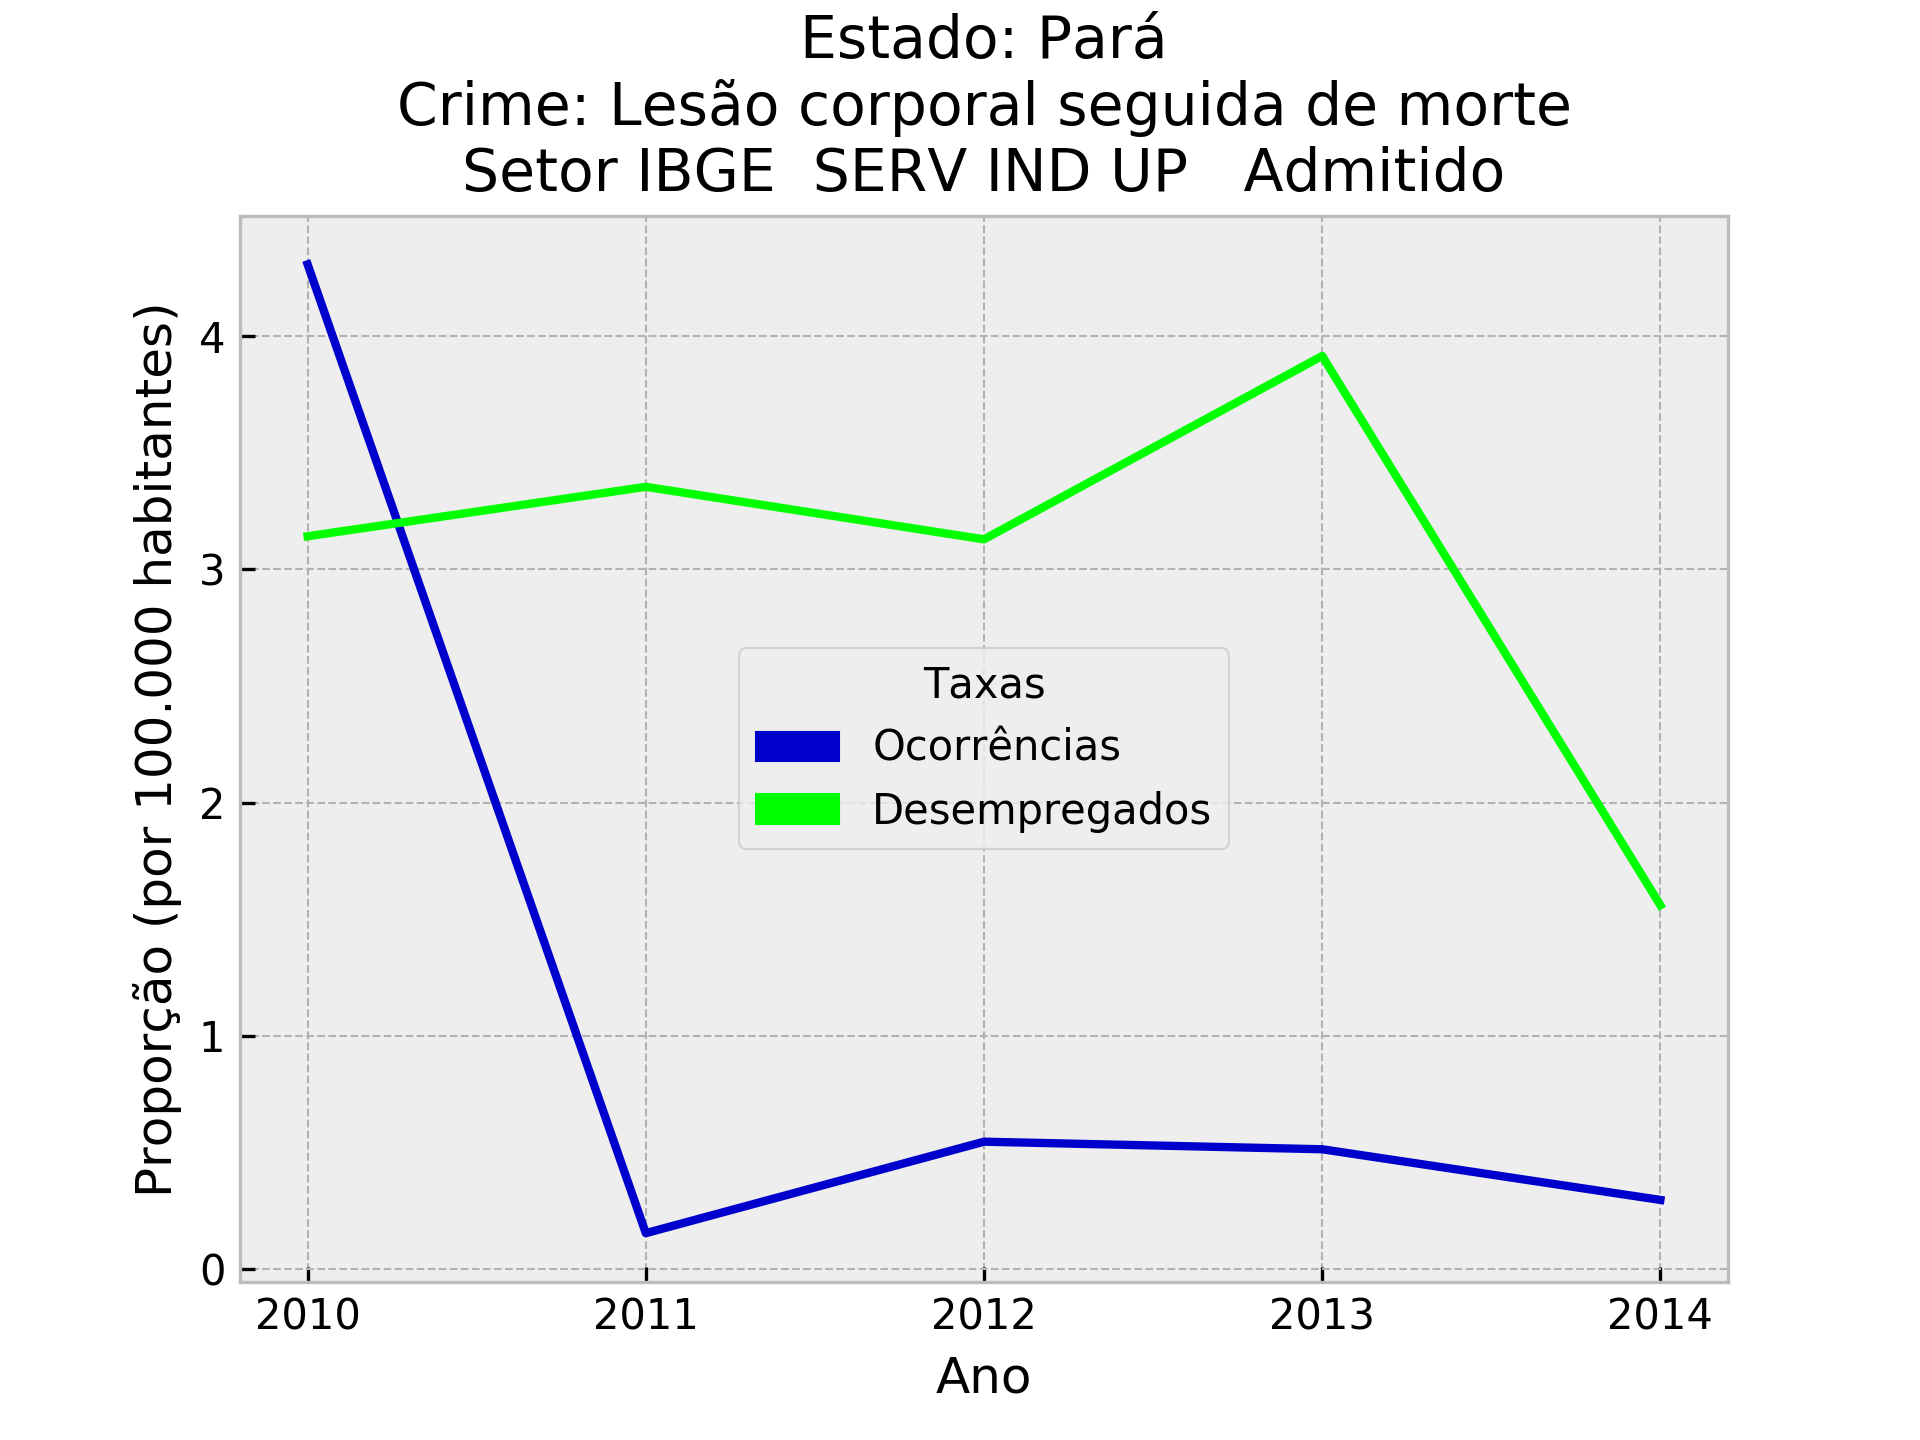 Estado: Pará
Crime: Lesão corporal seguida de morte
Setor IBGE  SERV IND UP   Admitido
Proporção (por 100.000 habitantes)
4
3
2
1
0
Taxas
Ocorrências
Desempregados
2010 2011 2012 2013 2014
Ano